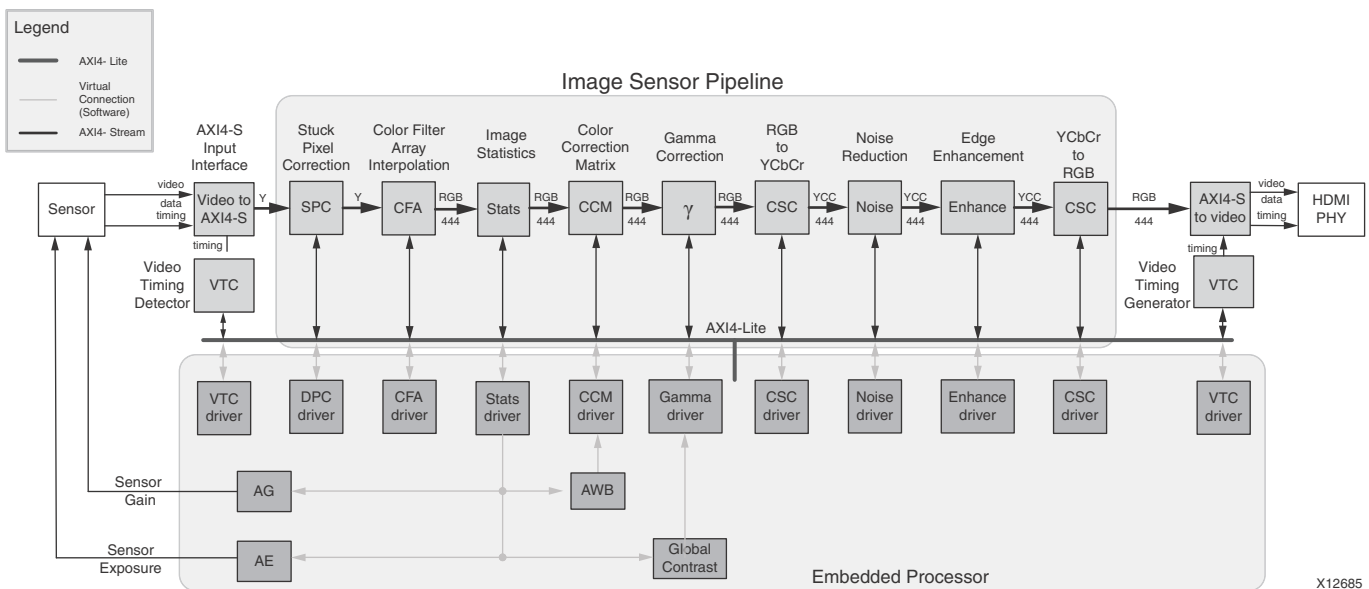 Legend
AXI4- Lite
Virtual
Connection
(Software)
AXI4- Stream
Image Sensor Pipeline
AXI4-S
Input
Interface
Stuck
Pixel
Correction
Color Filter
Array
Interpolation
Image
Statistics
Color
Correction
Matrix
Gamma
Correction
RGB
to
YCbCr
Noise
Reduction
Edge
Enhancement
YCbCr
to
RGB
Sensor
video
data
timing
Video to
AXI4-S
Y
SPC
Y
CFA
RGB
444
Stats
RGB
444
CCM
RGB
444
γ
RGB
444
CSC
YCC
444
Noise
YCC
444
Enhance
YCC
444
CSC
RGB
444
AXI4-S
to video
video
data
timing
HDMI
PHY
timing
Video
Timing
Detector
VTC
timing
Video
Timing
Generator
VTC
AXI4-Lite
VTC
driver
DPC
driver
CFA
driver
Stats
driver
CCM
driver
Gamma
driver
CSC
driver
Noise
driver
Enhance
driver
CSC
driver
VTC
driver
Sensor
Gain
AG
AWB
Sensor
Exposure
AE
Global
Contrast
Embedded Processor
X12685